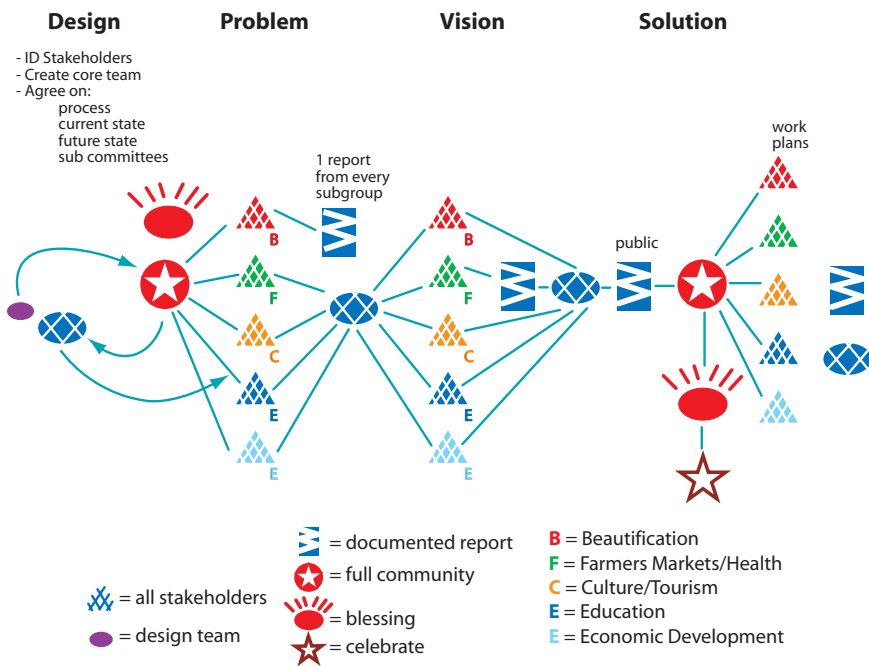 Design Problem Vision Solution
- ID Stakeholders
- Create core team
- Agree on:
process
current state
future state
sub committees
1 report
from every
subgroup
work
plans
public
B
F
C
E
E
B
F
C
E
E
= all stakeholders
= design team
= documented report
= full community
= blessing
= celebrate
B = Beautification
F = Farmers Markets/Health
C = Culture/Tourism
E = Education
E = Economic Development